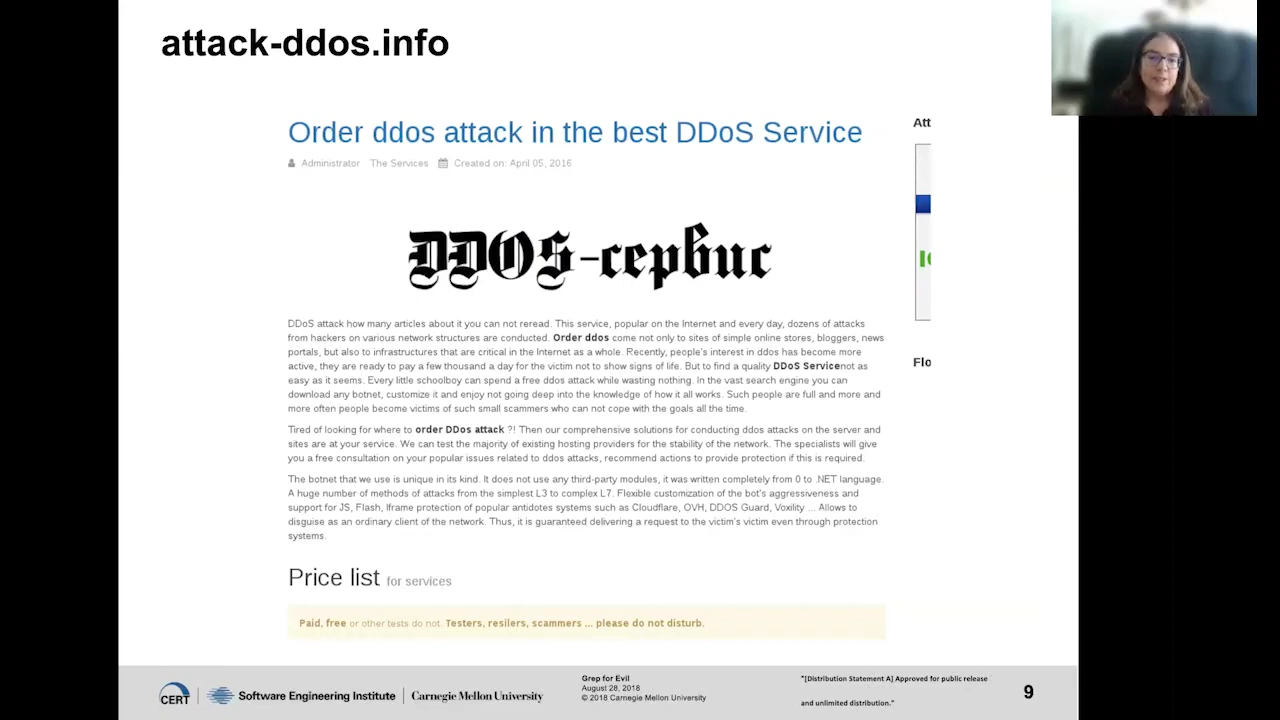 attack-ddos.info
Order ddos attack in the best DDoS Service
Administrator The Services Created on: April 05, 2016
DDOS-сервис
DDoS attack how many articles about it you can not reread. This service, popular on the Internet and every day, dozens of attacks
from hackers on various network structures are conducted. Order ddos come not only to sites of simple online stores, bloggers, news
portals, but also to infrastructures that are critical in the Internet as a whole. Recently, people's interest in ddos has become more
active, they are ready to pay a few thousand a day for the victim not to show signs of life. But to find a quality DDoS Servicenot as
easy as it seems. Every little schoolboy can spend a free ddos attack while wasting nothing. In the vast search engine you can
download any botnet, customize it and enjoy not going deep into the knowledge of how it all works. Such people are full and more and
more often people become victims of such small scammers who can not cope with the goals all the time.
Tired of looking for where to order DDos attack ?! Then our comprehensive solutions for conducting ddos attacks on the server and
sites are at your service. We can test the majority of existing hosting providers for the stability of the network. The specialists will give
you a free consultation on your popular issues related to ddos attacks, recommend actions to provide protection if this is required.
The botnet that we use is unique in its kind. It does not use any third-party modules, it was written completely from 0 to .NET language.
A huge number of methods of attacks from the simplest L3 to complex L7. Flexible customization of the bot's aggressiveness and
support for JS, Flash, Iframe protection of popular antidotes systems such as Cloudflare, OVH, DDOS Guard, Voxility ... Allows to
disguise as an ordinary client of the network. Thus, it is guaranteed delivering a request to the victim's victim even through protection
systems.
Price list for services
Paid, free or other tests do not. Testers, resilers, scammers ... please do not disturb.
Att
Flo
CERT Software Engineering Institute Carnegie Mellon University
Grep for Evil
August 28, 2018
© 2018 Carnegie Mellon University
"[Distribution Statement A] Approved for public release
and unlimited distribution."
9